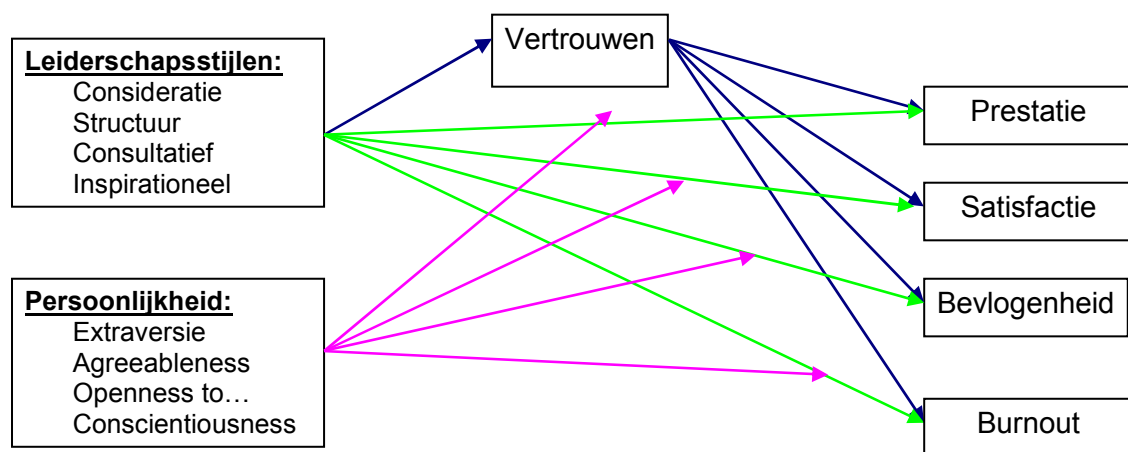 Leiderschapsstijlen:
Consideratie
Structuur
Consultatief
Inspirationeel
Persoonlijkheid:
Extraversie
Agreeableness
Openness to…
Conscientiousness
Vertrouwen
Prestatie
Satisfactie
Bevlogenheid
Burnout